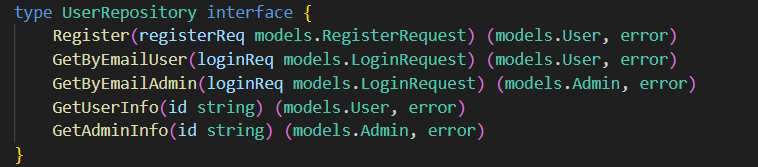 type UserRepository interface {
    Register(registerReq models.RegisterRequest) (models.User, error)
    GetByEmailUser(loginReq models.LoginRequest) (models.User, error)
    GetByEmailAdmin(loginReq models.LoginRequest) (models.Admin, error)
    GetUserInfo(id string) (models.User, error)
    GetAdminInfo(id string) (models.Admin, error)
}